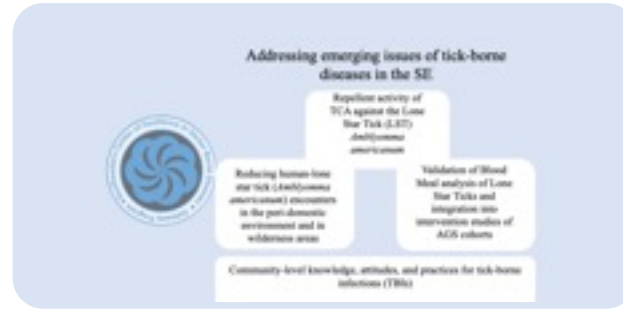 Addressing emerging issues of tick-borne
diseases in the SE
Repellent activity of
TCA against the Lone
Star Tick (LST)
Amblyomma
americanum
Reducing human-lone
star tick (Amblyomma
americanum) encounters
in the peri-domestic
environment and in
wilderness areas
Validation of Blood
Meal analysis of Lone
Star Ticks and
integration into
intervention studies of
AGS cohorts
Community-level knowledge, attitudes, and practices for tick-borne
infections (TBIs)